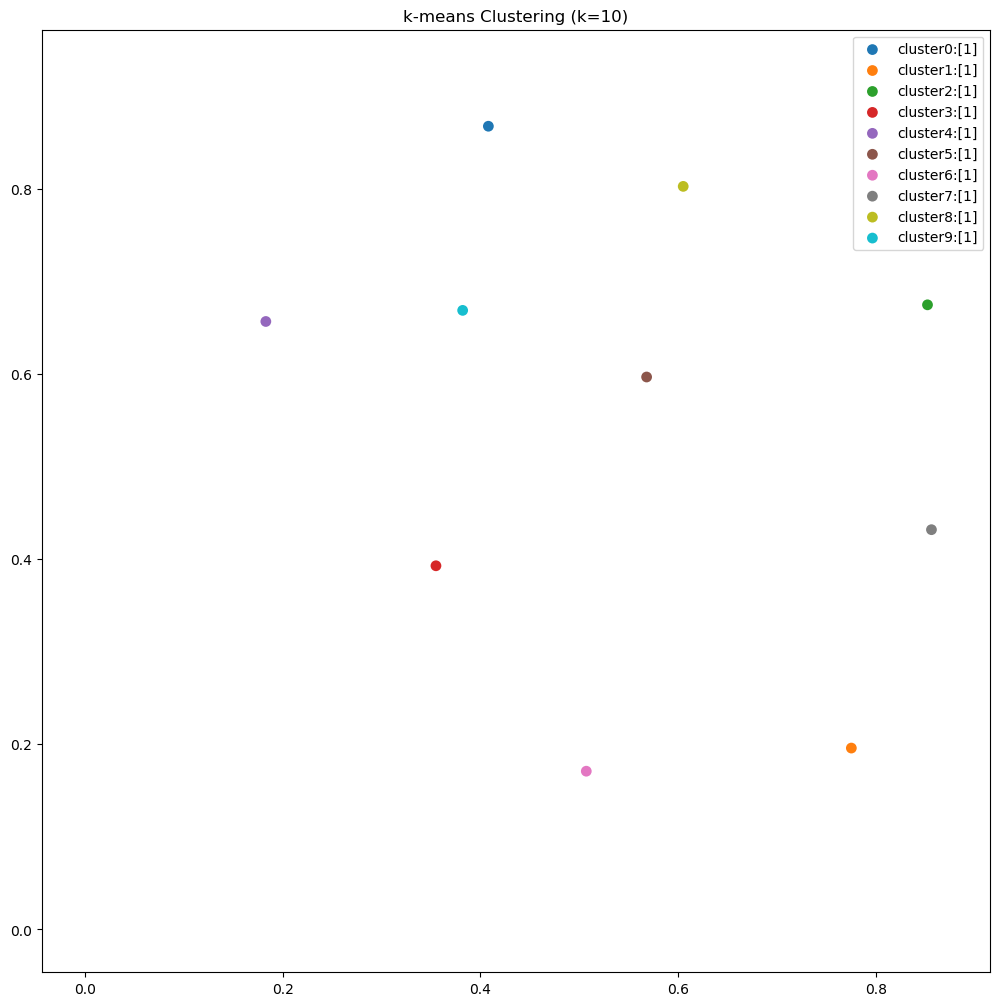 k-means Clustering (k=10)
cluster0:[1]
cluster1:[1]
cluster2:[1]
cluster3:[1]
cluster4:[1]
cluster5:[1]
cluster6:[1]
cluster7:[1]
cluster8:[1]
cluster9:[1]
0.8
0.6
0.4
0.2
0.0
0.0 0.2 0.4 0.6 0.8